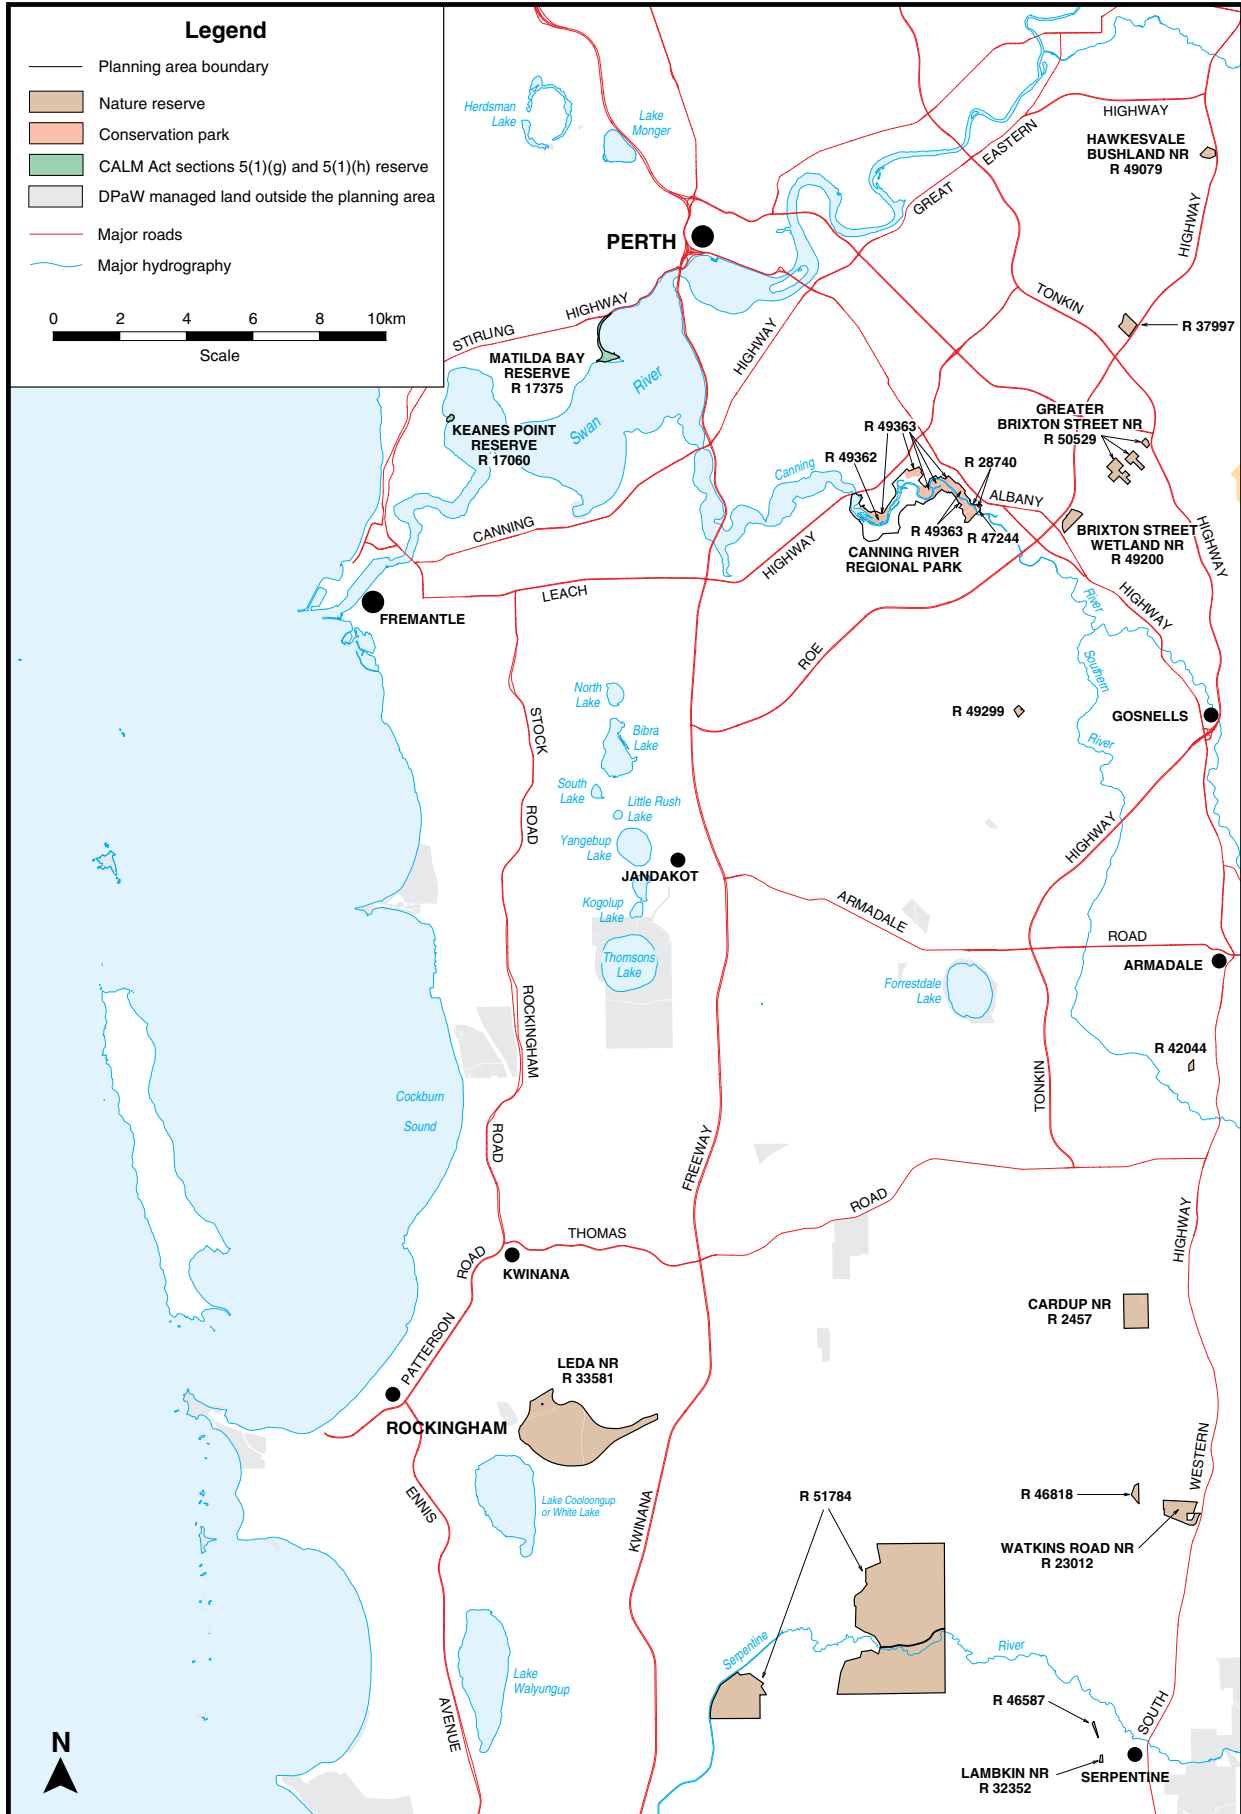 Legend
Planning area boundary
Nature reserve
Conservation park
CALM Act sections 5(1)(g) and 5(1)(h) reserve
DPaW managed land outside the planning area
Major roads
Major hydrography
0 2 4 6 8 10km
Scale
Herdsman
Lake
Lake
Monger
HIGHWAY
EASTERN
GREAT
HAWKESVALE
BUSHLAND NR
R 49079
HIGHWAY
PERTH
TONKIN
R 37997
STIRLING
HIGHWAY
HIGHWAY
MATILDA BAY
RESERVE
R 17375
River
Swan
KEANES POINT
RESERVE
R 17060
GREATER
BRIXTON STREET NR
R 50529
R 49363
R 49362
R 28740
Canning
ALBANY
R 49363
R 47244
CANNING RIVER
REGIONAL PARK
BRIXTON STREET
WETLAND NR
R 49200
HIGHWAY
CANNING
HIGHWAY
LEACH
HIGHWAY
River
FREMANTLE
ROE
Southern
River
North
Lake
STOCK
Bibra
Lake
R 49299
GOSNELLS
South
Lake
Little Rush
Lake
ROAD
Yangebup
Lake
HIGHWAY
JANDAKOT
Kogolup
Lake
ARMADALE
ROAD
Thomsons
Lake
ARMADALE
Forrestdale
Lake
ROCKINGHAM
R 42044
TONKIN
Cockburn
Sound
ROAD
FREEWAY
ROAD
THOMAS
HIGHWAY
ROAD
KWINANA
CARDUP NR
R 2457
PATTERSON
LEDA NR
R 33581
ROCKINGHAM
WESTERN
ENNIS
Lake Cooloongup
or White Lake
KWINANA
R 51784
R 46818
WATKINS ROAD NR
R 23012
Serpentine
River
Lake
Walyungup
R 46587
SOUTH
AVENUE
N
LAMBKIN NR
R 32352
SERPENTINE